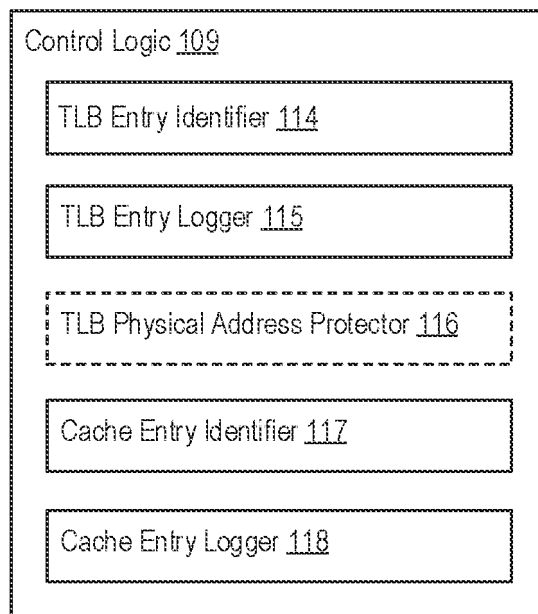 Control Logic 109
TLB Entry Identifier 114
TLB Entry Logger 115
TLB Physical Address Protector 116
Cache Entry Identifier 117
Cache Entry Logger 118